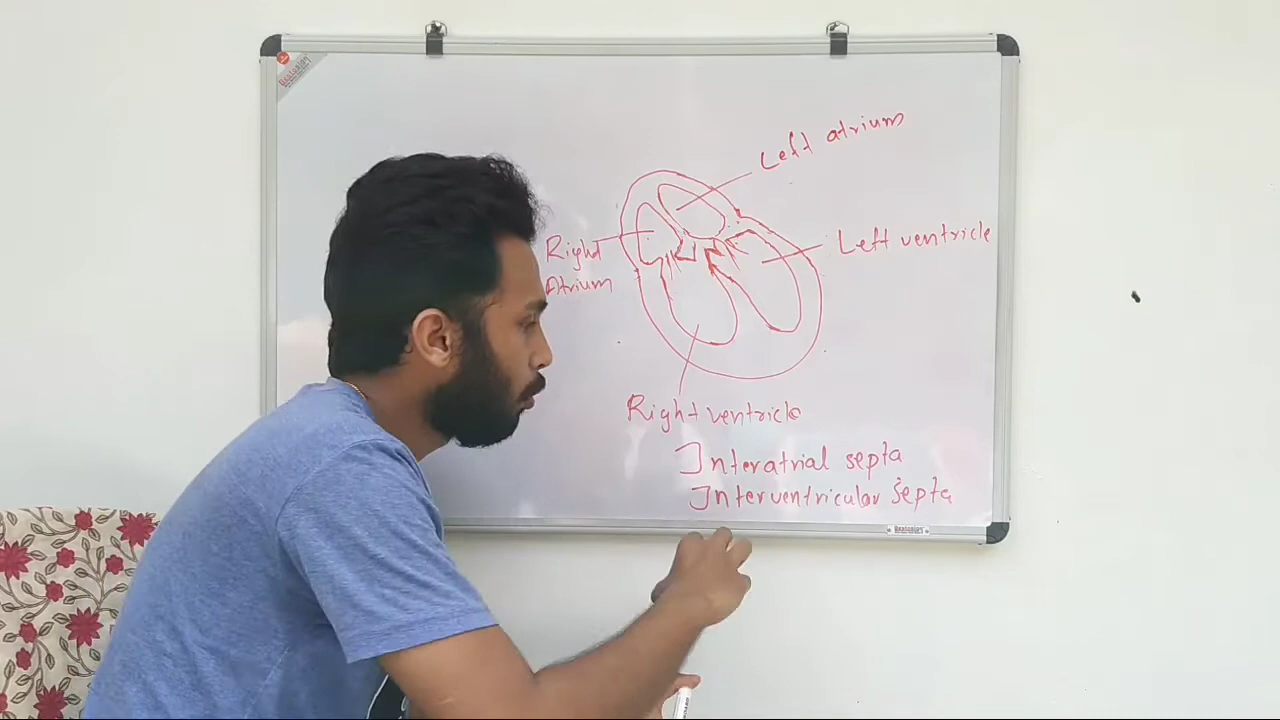 Left atrium
Right
Atrium
Left ventricle
Right ventricle
Interatrial septa
Interventricular septa